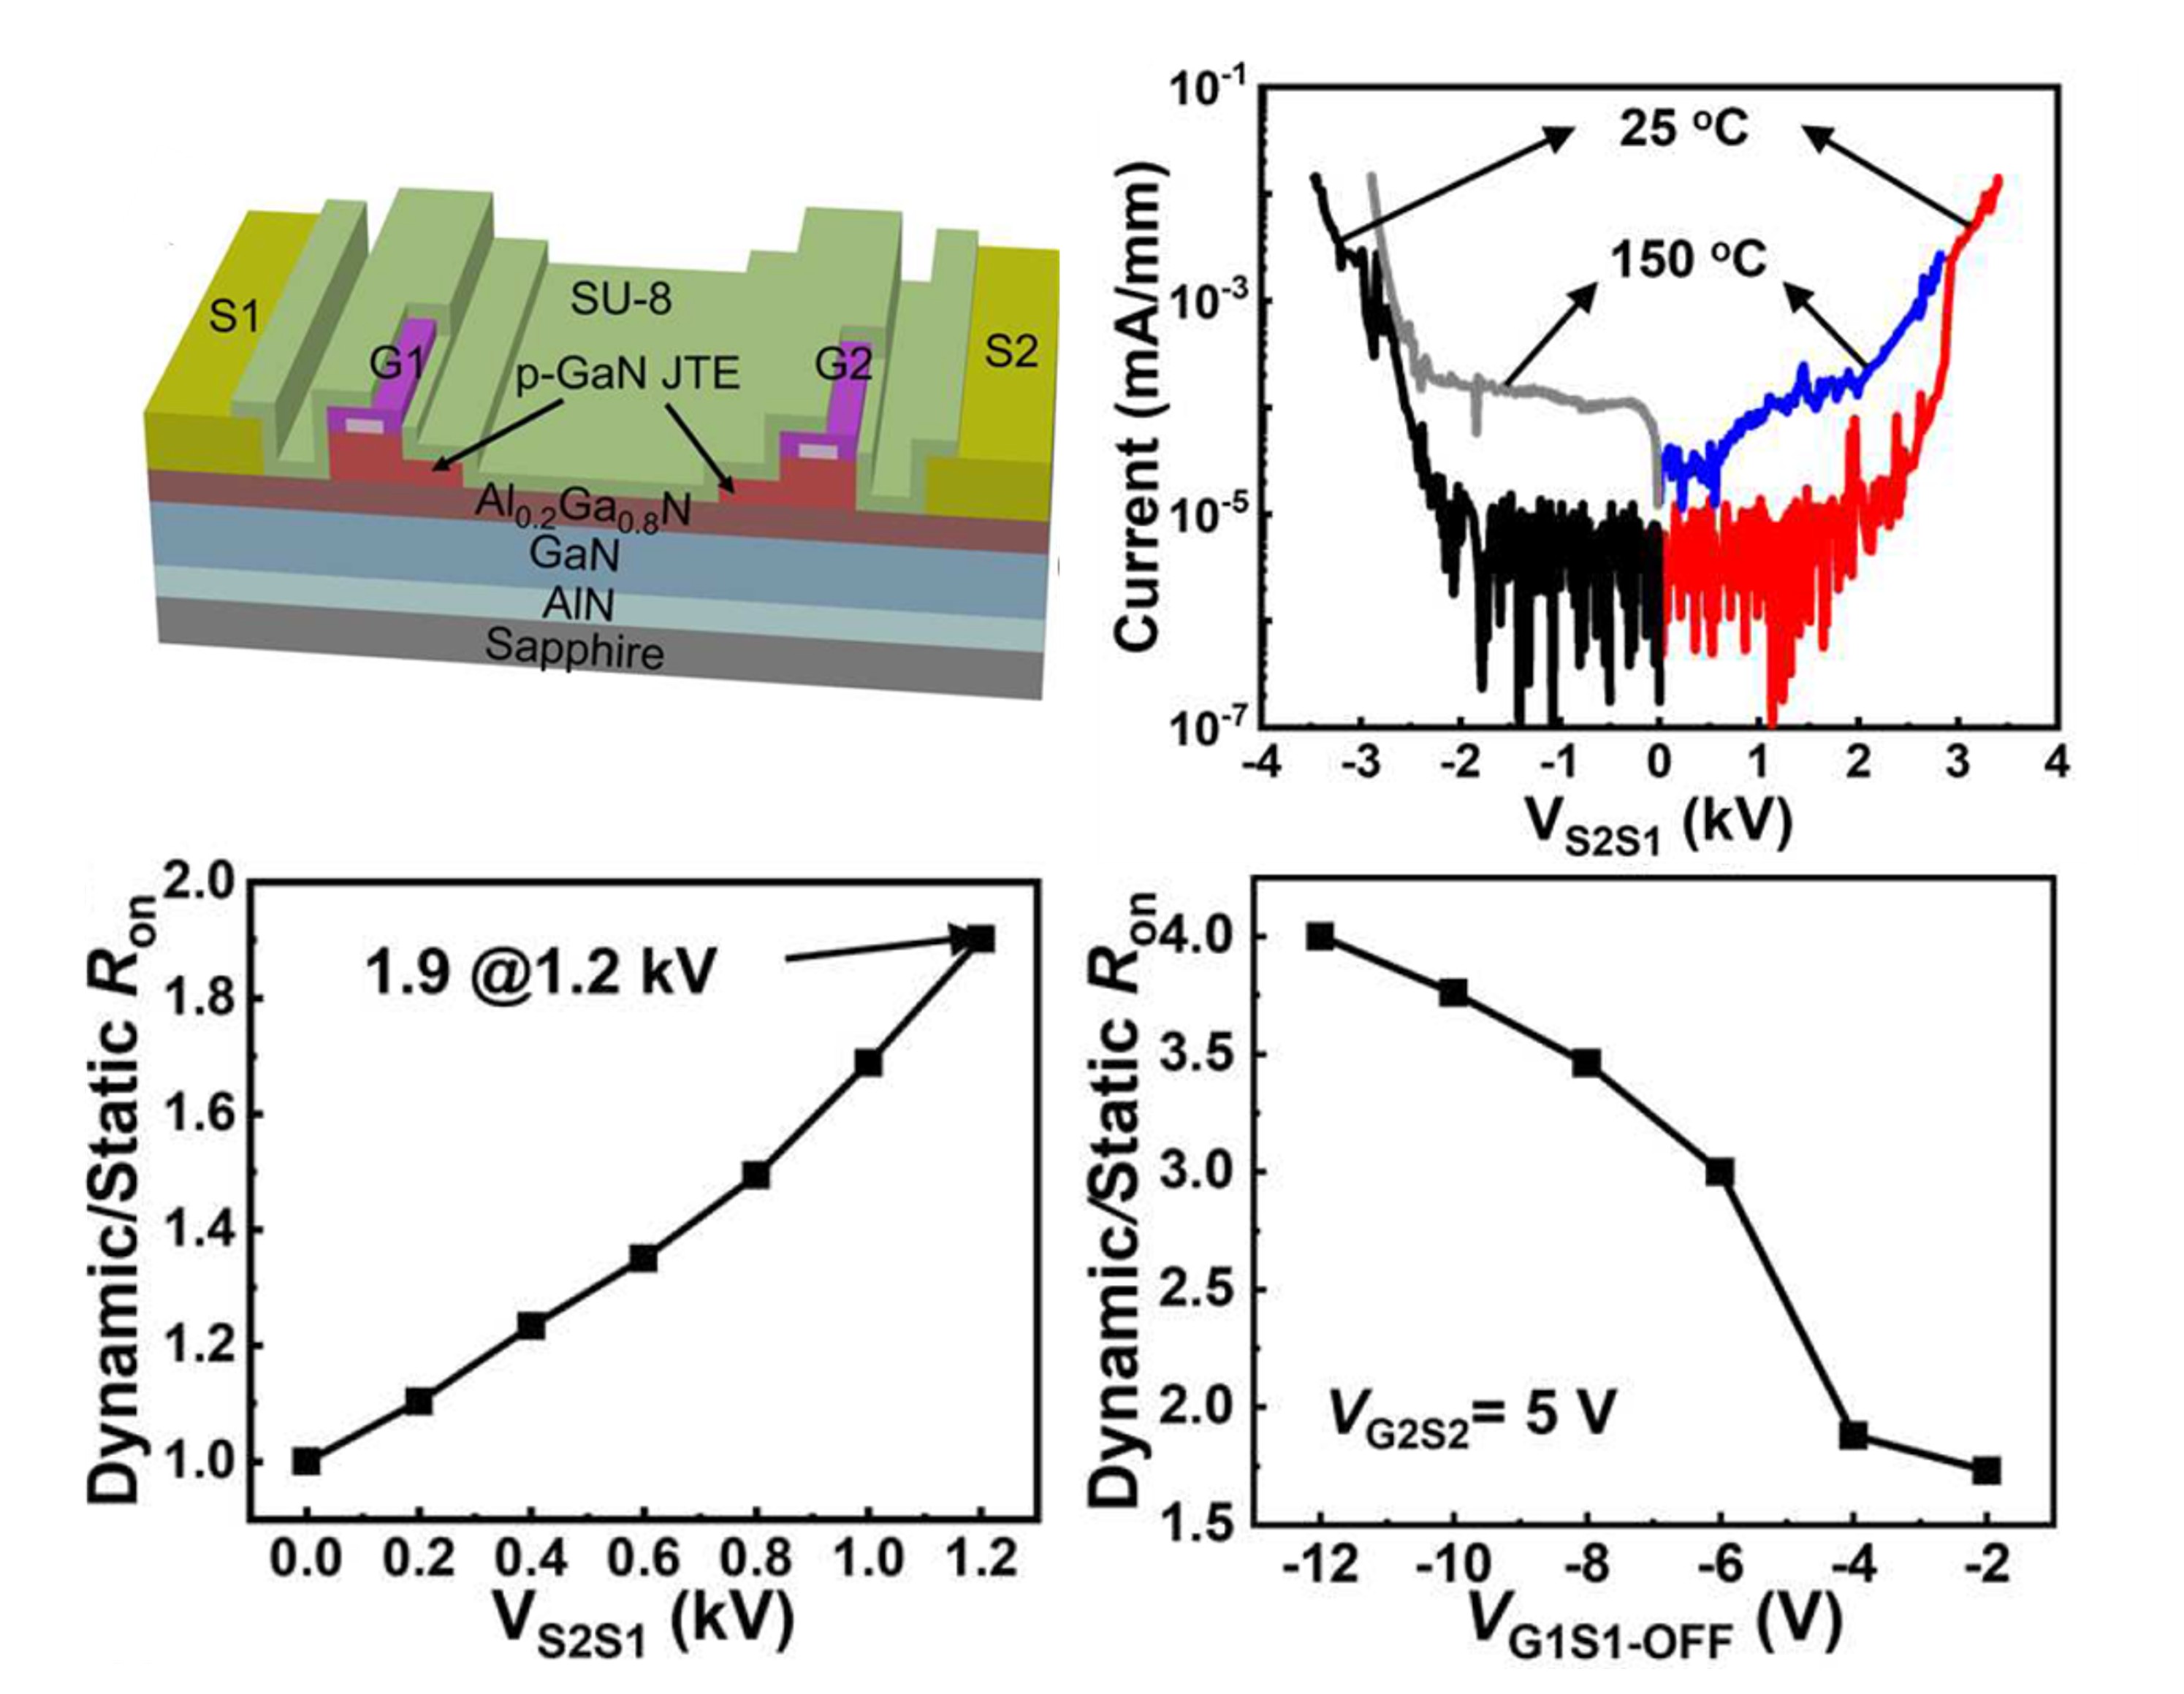 S1
G1
SU-8
p-GaN JTE
G2
S2
Al0.2Ga0.8N
GaN
AlN
Sapphire
10-1
10-3
10-5
10-7
Current (mA/mm)
25 oC
150 oC
-4 -3 -2 -1 0 1 2 3 4
VS2S1 (kV)
2.0
1.8
1.6
1.4
1.2
1.0
Dynamic/Static Ron
1.9 @1.2 kV
0.0 0.2 0.4 0.6 0.8 1.0 1.2
VS2S1 (kV)
4.0
3.5
3.0
2.5
2.0
1.5
Dynamic/Static Ron
VG2S2= 5 V
-12 -10 -8 -6 -4 -2
VG1S1-OFF (V)